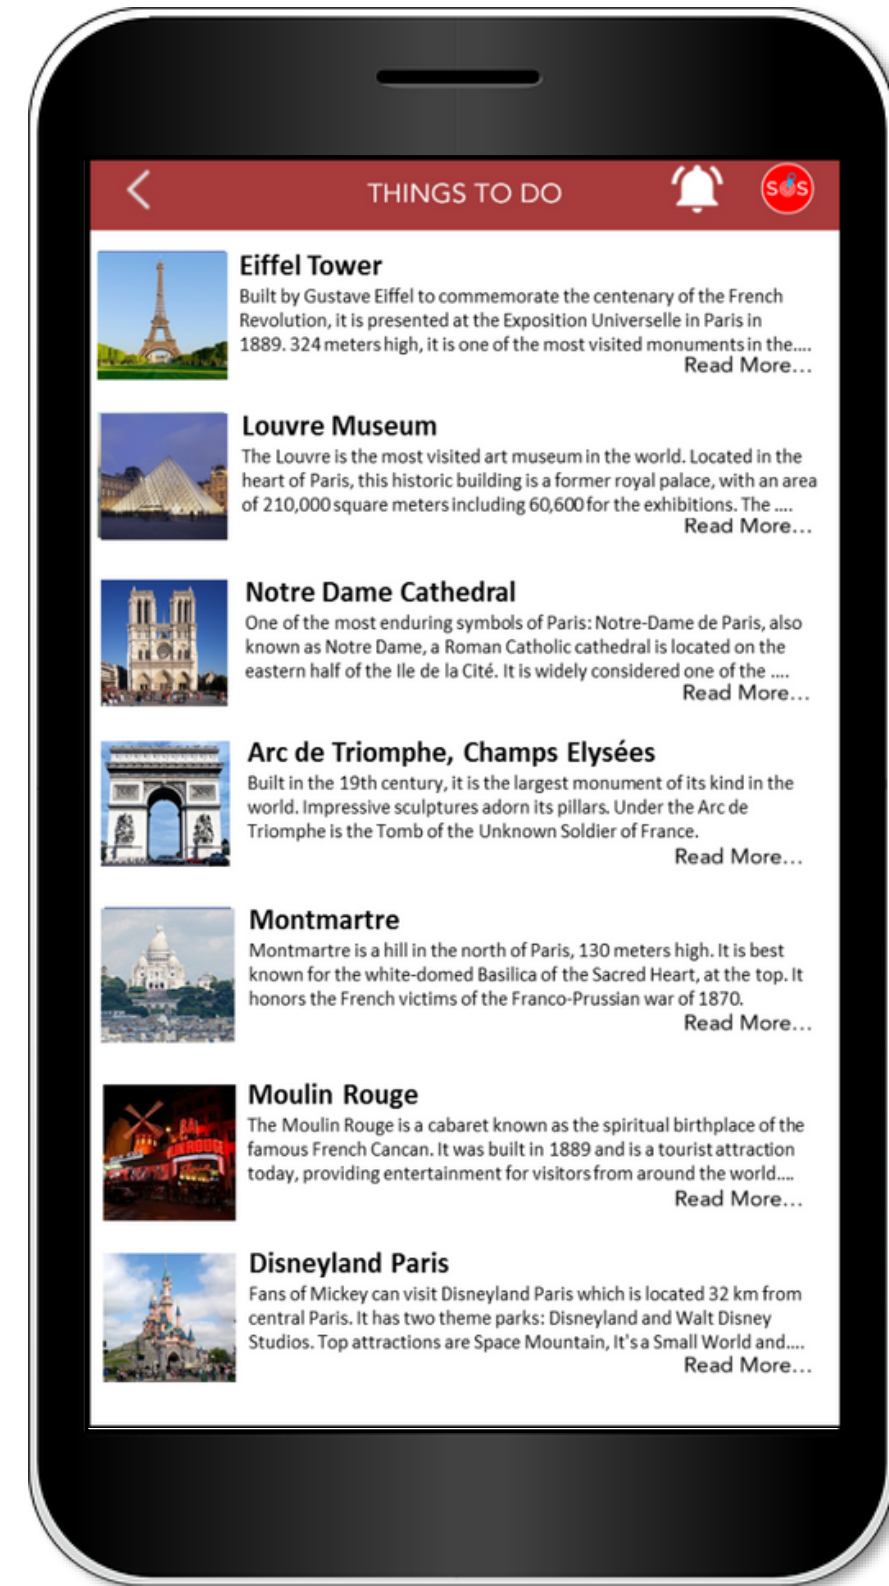 THINGS TO DO
SOS
Eiffel Tower
Built by Gustave Eiffel to commemorate the centenary of the French
Revolution, it is presented at the Exposition Universelle in Paris in
1889. 324 meters high, it is one of the most visited monuments in the....
Read More...
Louvre Museum
The Louvre is the most visited art museum in the world. Located in the
heart of Paris, this historic building is a former royal palace, with an area
of 210,000 square meters including 60,600 for the exhibitions. The ....
Read More...
Notre Dame Cathedral
One of the most enduring symbols of Paris: Notre-Dame de Paris, also
known as Notre Dame, a Roman Catholic cathedral is located on the
eastern half of the Ile de la Cité. It is widely considered one of the ....
Read More...
Arc de Triomphe, Champs Elysées
Built in the 19th century, it is the largest monument of its kind in the
world. Impressive sculptures adorn its pillars. Under the Arc de
Triomphe is the Tomb of the Unknown Soldier of France.
Read More...
Montmartre
Montmartre is a hill in the north of Paris, 130 meters high. It is best
known for the white-domed Basilica of the Sacred Heart, at the top. It
honors the French victims of the Franco-Prussian war of 1870.
Read More...
MOULIN ROUGE
Moulin Rouge
The Moulin Rouge is a cabaret known as the spiritual birthplace of the
famous French Cancan. It was built in 1889 and is a tourist attraction
today, providing entertainment for visitors from around the world....
Read More...
Disneyland Paris
Fans of Mickey can visit Disneyland Paris which is located 32 km from
central Paris. It has two theme parks: Disneyland and Walt Disney
Studios. Top attractions are Space Mountain, It's a Small World and....
Read More...